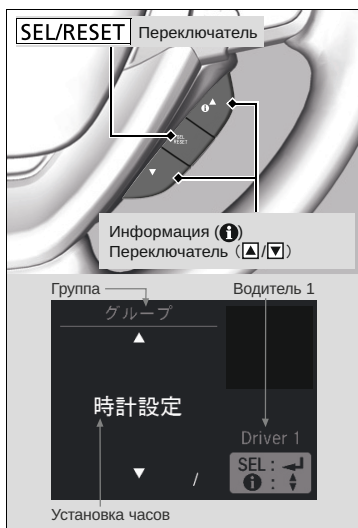 SEL/RESET Переключатель
SEL
RESET
Информация (i)
Переключатель (▲/▼)
Группа
Водитель 1
グループ
時計設定
Driver 1
SEL :
i :
/
Установка часов